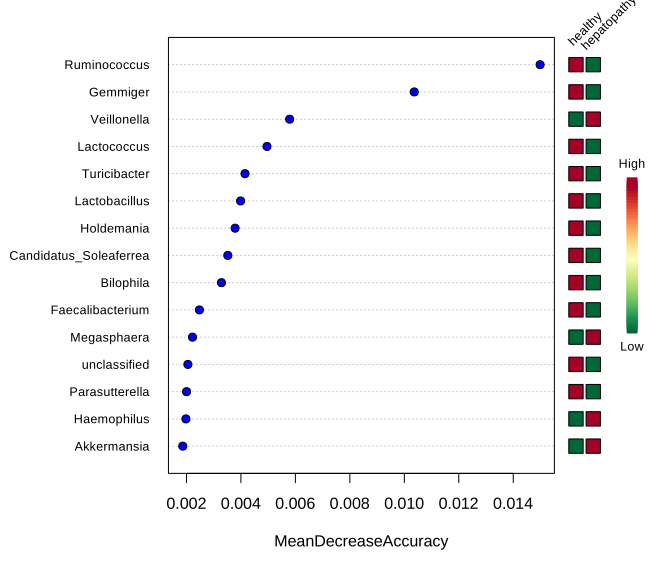 healthy
hepatopathy
Ruminococcus
Gemmiger
Veillonella
Lactococcus
Turicibacter
Lactobacillus
Holdemania
Candidatus_Soleaferrea
Bilophila
Faecalibacterium
Megasphaera
unclassified
Parasutterella
Haemophilus
Akkermansia
High
Low
0.002 0.004 0.006 0.008 0.010 0.012 0.014
MeanDecreaseAccuracy